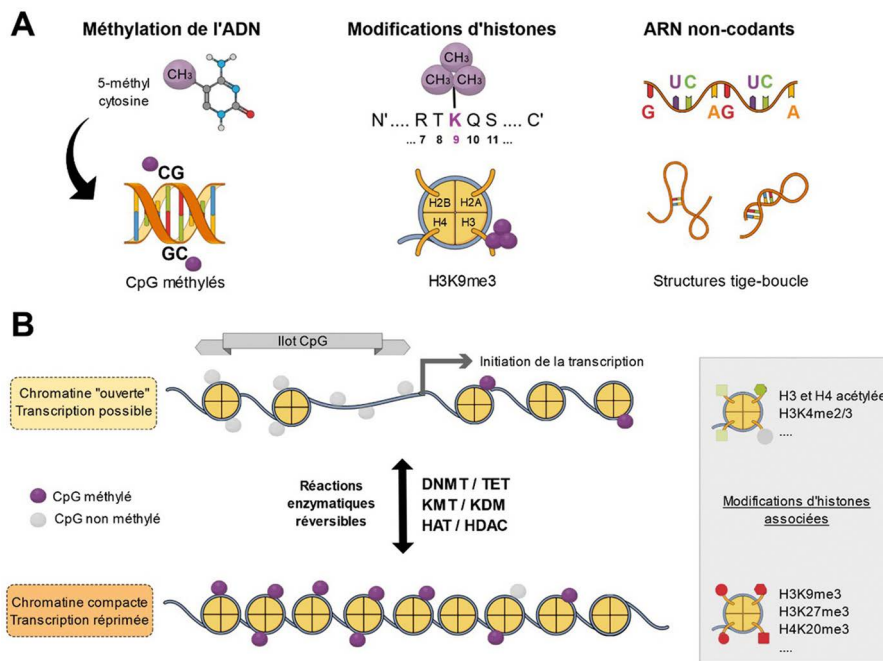 A
Méthylation de l'ADN
CH₃
5-méthyl
cytosine
CG
GC
CpG méthylés
Modifications d'histones
CH₃
CH₃ CH₃
N'.... R T K Q S .... C'
... 7 8 9 10 11 ...
H2B H2A
H4 H3
H3K9me3
ARN non-codants
U C U C
G A G A
Structures tige-boucle
B
Ilot CpG
Initiation de la transcription
Chromatine "ouverte"
Transcription possible
CpG méthylé
CpG non méthylé
Réactions
enzymatiques
réversibles
DNMT / TET
KMT / KDM
HAT / HDAC
Chromatine compacte
Transcription réprimée
H3 et H4 acétylée
H3K4me2/3
....
Modifications d'histones
associées
H3K9me3
H3K27me3
H4K20me3
....